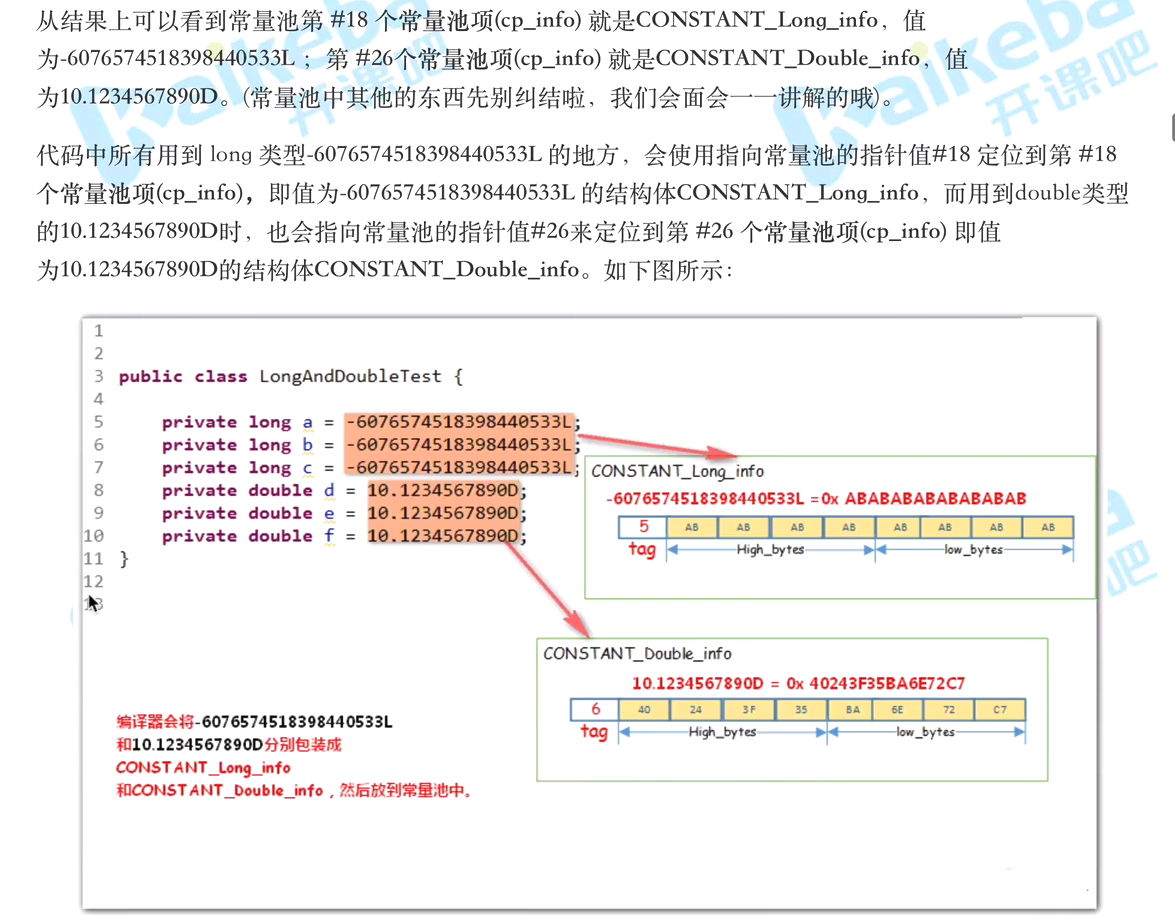 从结果上可以看到常量池第 #18 个常量池项(cp_info) 就是CONSTANT_Long_info，值
为-6076574518398440533L ；第 #26个常量池项(cp_info) 就是CONSTANT_Double_info，值
为10.1234567890D。(常量池中其他的东西先别纠结啦，我们会面会一一讲解的哦)。
代码中所有用到 long 类型-6076574518398440533L 的地方，会使用指向常量池的指针值#18 定位到第 #18
个常量池项(cp_info)，即值为-6076574518398440533L 的结构体CONSTANT_Long_info，而用到double类型
的10.1234567890D时，也会指向常量池的指针值#26来定位到第 #26 个常量池项(cp_info) 即值
为10.1234567890D的结构体CONSTANT_Double_info。如下图所示：
1
2
3 public class LongAndDoubleTest {
4
5 private long a = -6076574518398440533L;
6 private long b = -6076574518398440533L;
7 private long c = -6076574518398440533L;
8 private double d = 10.1234567890D;
9 private double e = 10.1234567890D;
10 private double f = 10.1234567890D;
11 }
12
13
CONSTANT_Long_info
-6076574518398440533L =0x ABABABABABABABAB
5 AB AB AB AB AB AB AB AB
tag High_bytes low_bytes
CONSTANT_Double_info
10.1234567890D = 0x 40243F35BA6E72C7
6 40 24 3F 35 BA 6E 72 C7
tag High_bytes low_bytes
编译器会将-6076574518398440533L
和10.1234567890D分别包装成
CONSTANT_Long_info
和CONSTANT_Double_info，然后放到常量池中。
kaikeba
开课吧
kaikeba
开课吧
吧